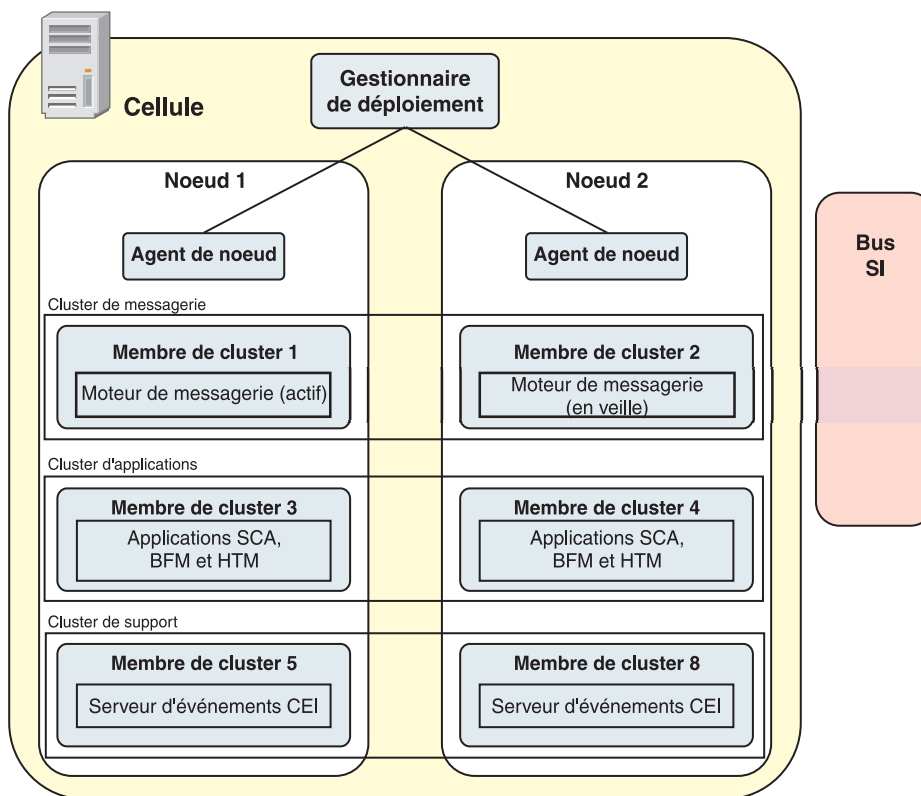 Cellule
Gestionnaire
de déploiement
Noeud 1
Noeud 2
Agent de noeud
Agent de noeud
Bus
SI
Cluster de messagerie
Membre de cluster 1
Moteur de messagerie (actif)
Membre de cluster 2
Moteur de messagerie
(en veille)
Cluster d'applications
Membre de cluster 3
Applications SCA,
BFM et HTM
Membre de cluster 4
Applications SCA,
BFM et HTM
Cluster de support
Membre de cluster 5
Serveur d'événements CEI
Membre de cluster 8
Serveur d'événements CEI